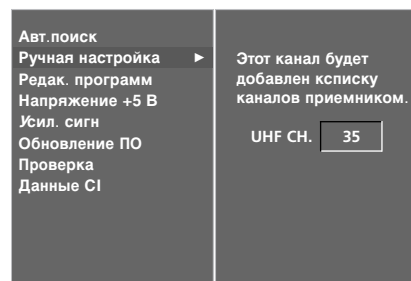 Авт.поиск
Ручная настройка ►
Редак. программ
Напряжение +5 В
Усил. сигн
Обновление ПО
Проверка
Данные CI
Этот канал будет
добавлен ксписку
каналов приемником.
UHF CH. 35